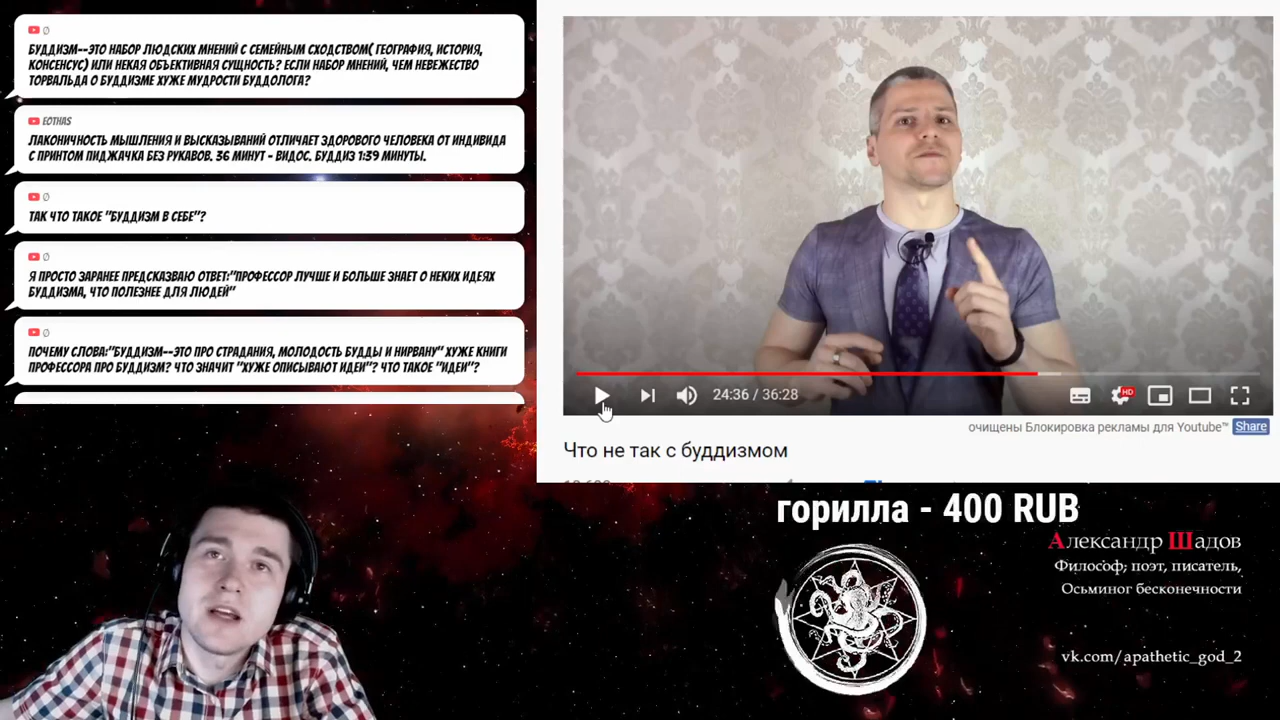 Ø
БУДДИЗМ--ЭТО НАБОР ЛЮДСКИХ МНЕНИЙ С СЕМЕЙНЫМ СХОДСТВОМ( ГЕОГРАФИЯ, ИСТОРИЯ,
КОНСЕНСУС) ИЛИ НЕКАЯ ОБЪЕКТИВНАЯ СУЩНОСТЬ? ЕСЛИ НАБОР МНЕНИЙ, ЧЕМ НЕВЕЖЕСТВО
ТОРВАЛЬДА О БУДДИЗМЕ ХУЖЕ МУДРОСТИ БУДДОЛОГА?
EOTHAS
ЛАКОНИЧНОСТЬ МЫШЛЕНИЯ И ВЫСКАЗЫВАНИЙ ОТЛИЧАЕТ ЗДОРОВОГО ЧЕЛОВЕКА ОТ ИНДИВИДА
С ПРИНТОМ ПИДЖАЧКА БЕЗ РУКАВОВ. 36 МИНУТ - ВИДОС. БУДДИЗ 1:39 МИНУТЫ.
Ø
ТАК ЧТО ТАКОЕ "БУДДИЗМ В СЕБЕ"?
Ø
Я ПРОСТО ЗАРАНЕЕ ПРЕДСКАЗВАЮ ОТВЕТ:"ПРОФЕССОР ЛУЧШЕ И БОЛЬШЕ ЗНАЕТ О НЕКИХ ИДЕЯХ
БУДДИЗМА, ЧТО ПОЛЕЗНЕЕ ДЛЯ ЛЮДЕЙ"
Ø
ПОЧЕМУ СЛОВА:"БУДДИЗМ--ЭТО ПРО СТРАДАНИЯ, МОЛОДОСТЬ БУДДЫ И НИРВАНУ" ХУЖЕ КНИГИ
ПРОФЕССОРА ПРО БУДДИЗМ? ЧТО ЗНАЧИТ "ХУЖЕ ОПИСЫВАЮТ ИДЕИ"? ЧТО ТАКОЕ "ИДЕИ"?
24:36 / 36:28
HD
очищены Блокировка рекламы для Youtube™ Share
Что не так с буддизмом
горилла - 400 RUB
Александр Шадов
Философ; поэт, писатель,
Осьминог бесконечности
vk.com/apathetic_god_2